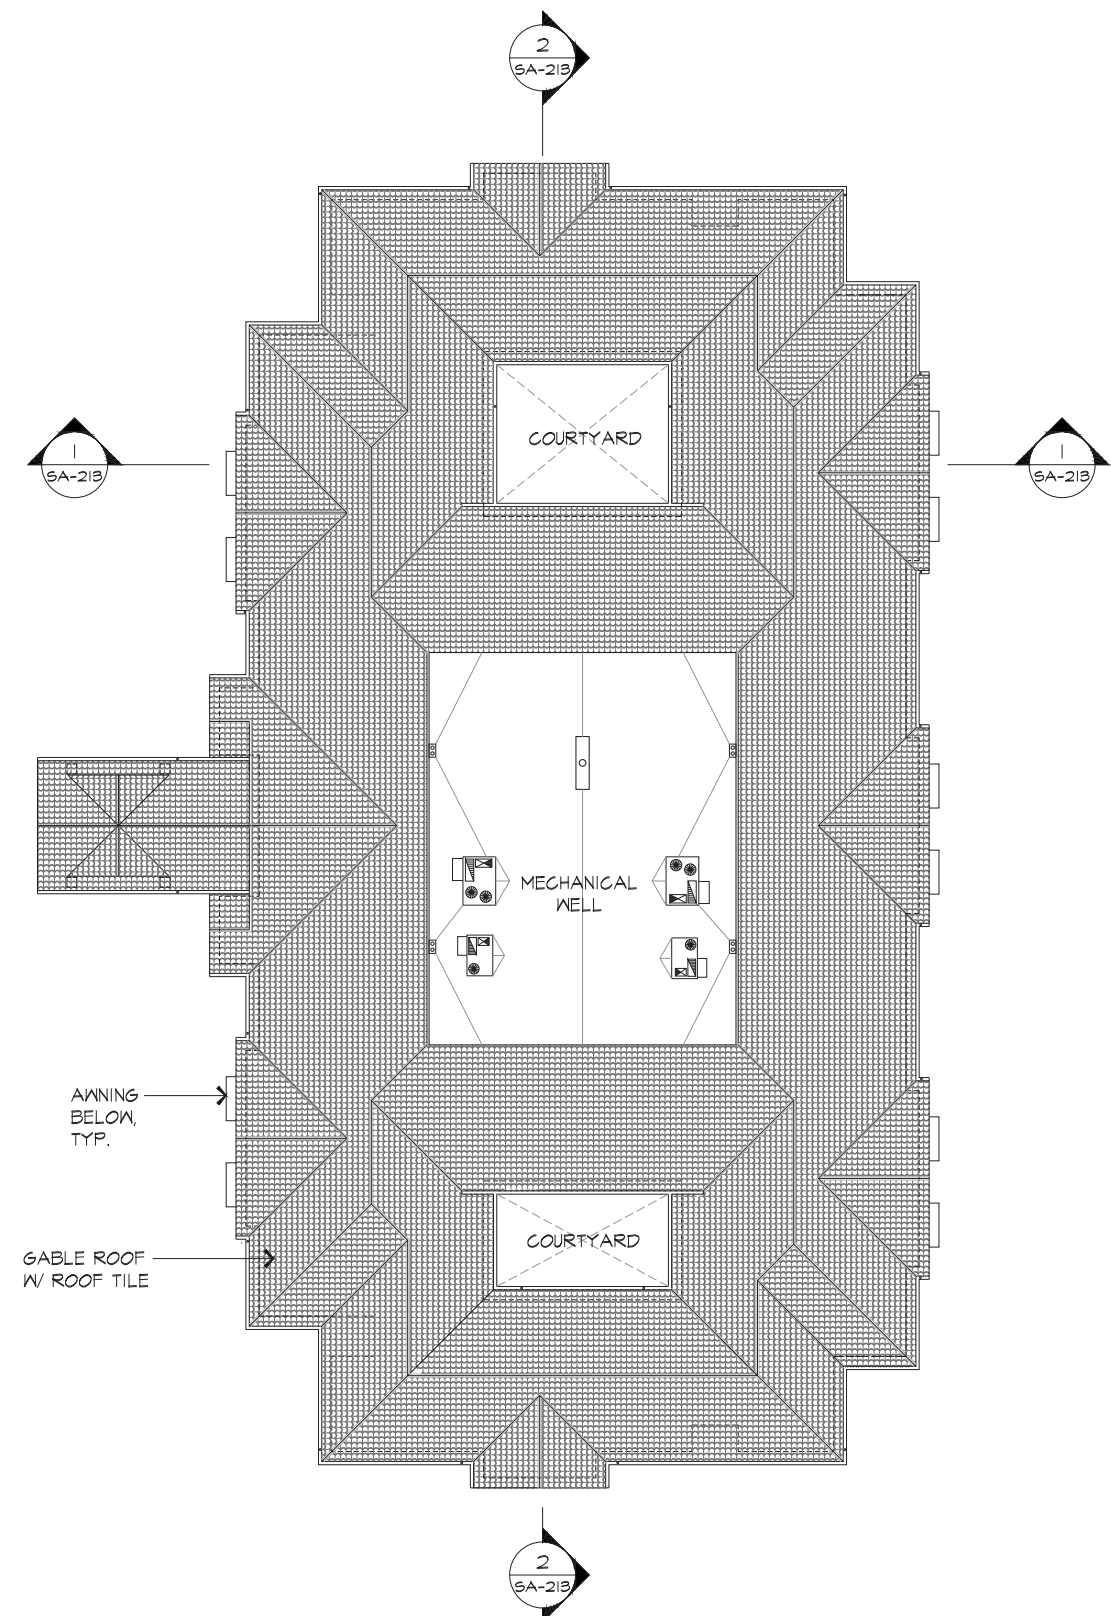 2
SA-213
COURTYARD
1
SA-213
1
SA-213
MECHANICAL
WELL
AWNING
BELOW,
TYP.
COURTYARD
GABLE ROOF
W/ ROOF TILE
2
SA-213